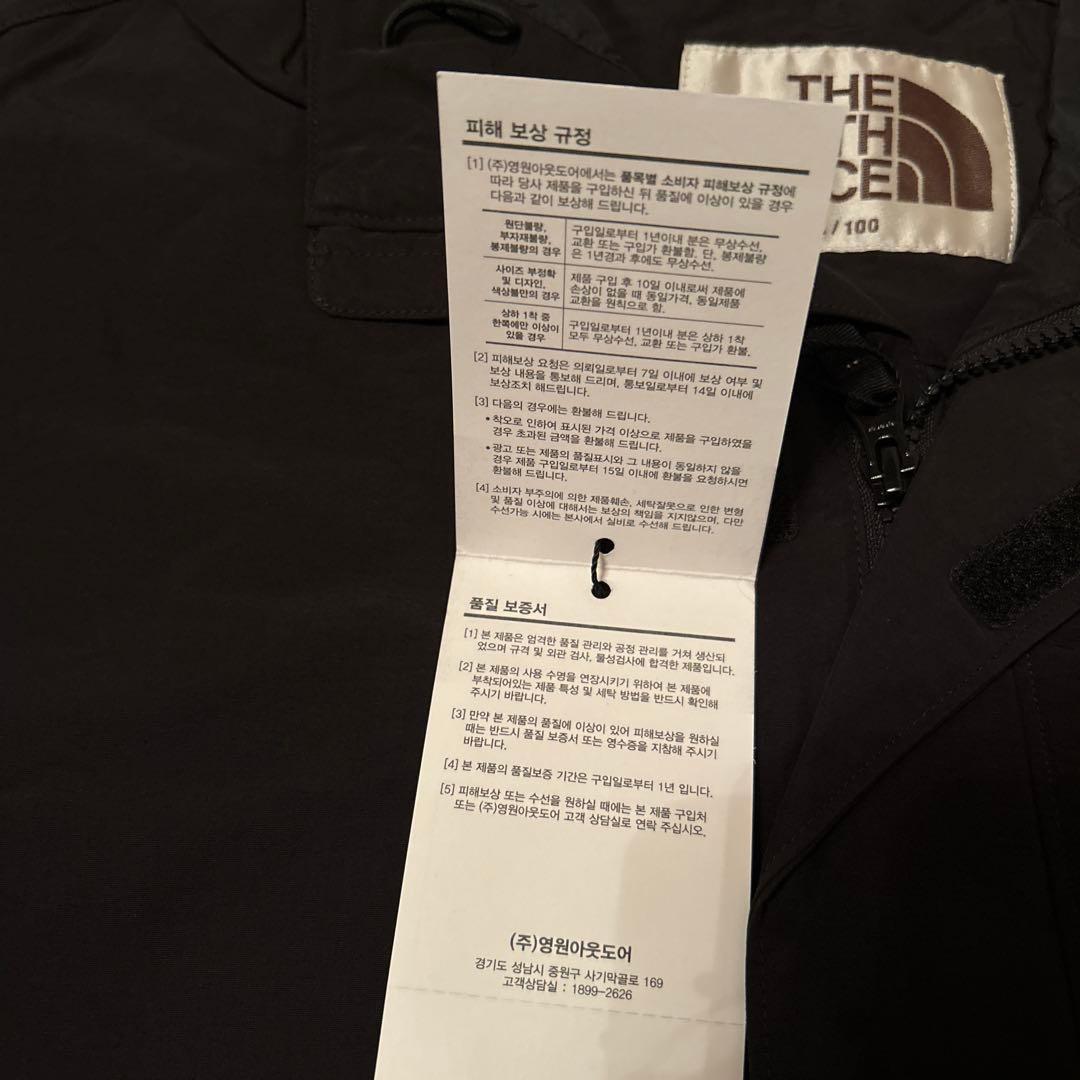 THE
TH
CE
/100
피해 보상 규정
[1] (주)영원아웃도어에서는 품목별 소비자 피해보상 규정에
따라 당사 제품을 구입하신 뒤 품질에 이상이 있을 경우
다음과 같이 보상해 드립니다.
원단불량,
부자재불량,
봉제불량의 경우
구입일로부터 1년이내 분은 무상수선,
교환 또는 구입가 환불함. 단, 봉제불량
은 1년경과 후에도 무상수선.
사이즈 부정확
및 디자인,
색상불만의 경우
제품 구입 후 10일 이내로써 제품에
손상이 없을 때 동일가격, 동일제품
교환을 원칙으로 함.
상하 1착 중
한쪽에만 이상이
있을 경우
구입일로부터 1년이내 분은 상하 1착
모두 무상수선, 교환 또는 구입가 환불.
[2] 피해보상 요청은 의뢰일로부터 7일 이내에 보상 여부 및
보상 내용을 통보해 드리며, 통보일로부터 14일 이내에
보상조치 해드립니다.
[3] 다음의 경우에는 환불해 드립니다.
• 착오로 인하여 표시된 가격 이상으로 제품을 구입하였을
경우 초과된 금액을 환불해 드립니다.
• 광고 또는 제품의 품질표시와 그 내용이 동일하지 않을
경우 제품 구입일로부터 15일 이내에 환불을 요청하시면
환불해 드립니다.
[4] 소비자 부주의에 의한 제품훼손, 세탁잘못으로 인한 변형
및 품질 이상에 대해서는 보상의 책임을 지지않으며, 다만
수선가능 시에는 본사에서 실비로 수선해 드립니다.
품질 보증서
[1] 본 제품은 엄격한 품질 관리와 공정 관리를 거쳐 생산되
었으며 규격 및 외관 검사, 물성검사에 합격한 제품입니다.
[2] 본 제품의 사용 수명을 연장시키기 위하여 본 제품에
부착되어있는 제품 특성 및 세탁 방법을 반드시 확인해
주시기 바랍니다.
[3] 만약 본 제품의 품질에 이상이 있어 피해보상을 원하실
때는 반드시 품질 보증서 또는 영수증을 지참해 주시기
바랍니다.
[4] 본 제품의 품질보증 기간은 구입일로부터 1년 입니다.
[5] 피해보상 또는 수선을 원하실 때에는 본 제품 구입처
또는 (주)영원아웃도어 고객 상담실로 연락 주십시오.
(주)영원아웃도어
경기도 성남시 중원구 사기막골로 169
고객상담실 : 1899-2626